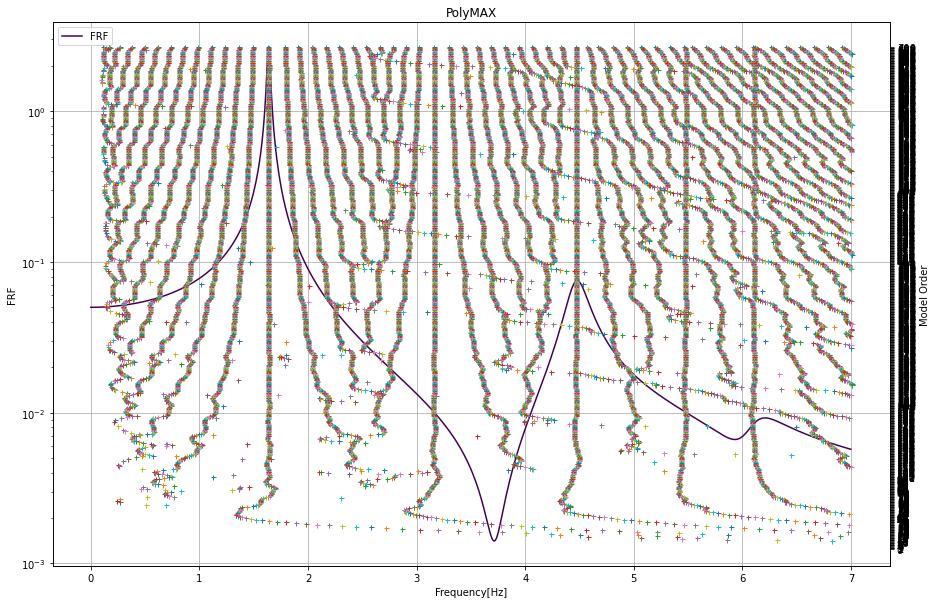 PolyMAX
FRF
10⁰
10⁻¹
10⁻²
10⁻³
FRF
0 1 2 3 4 5 6 7
Frequency[Hz]
Model Order